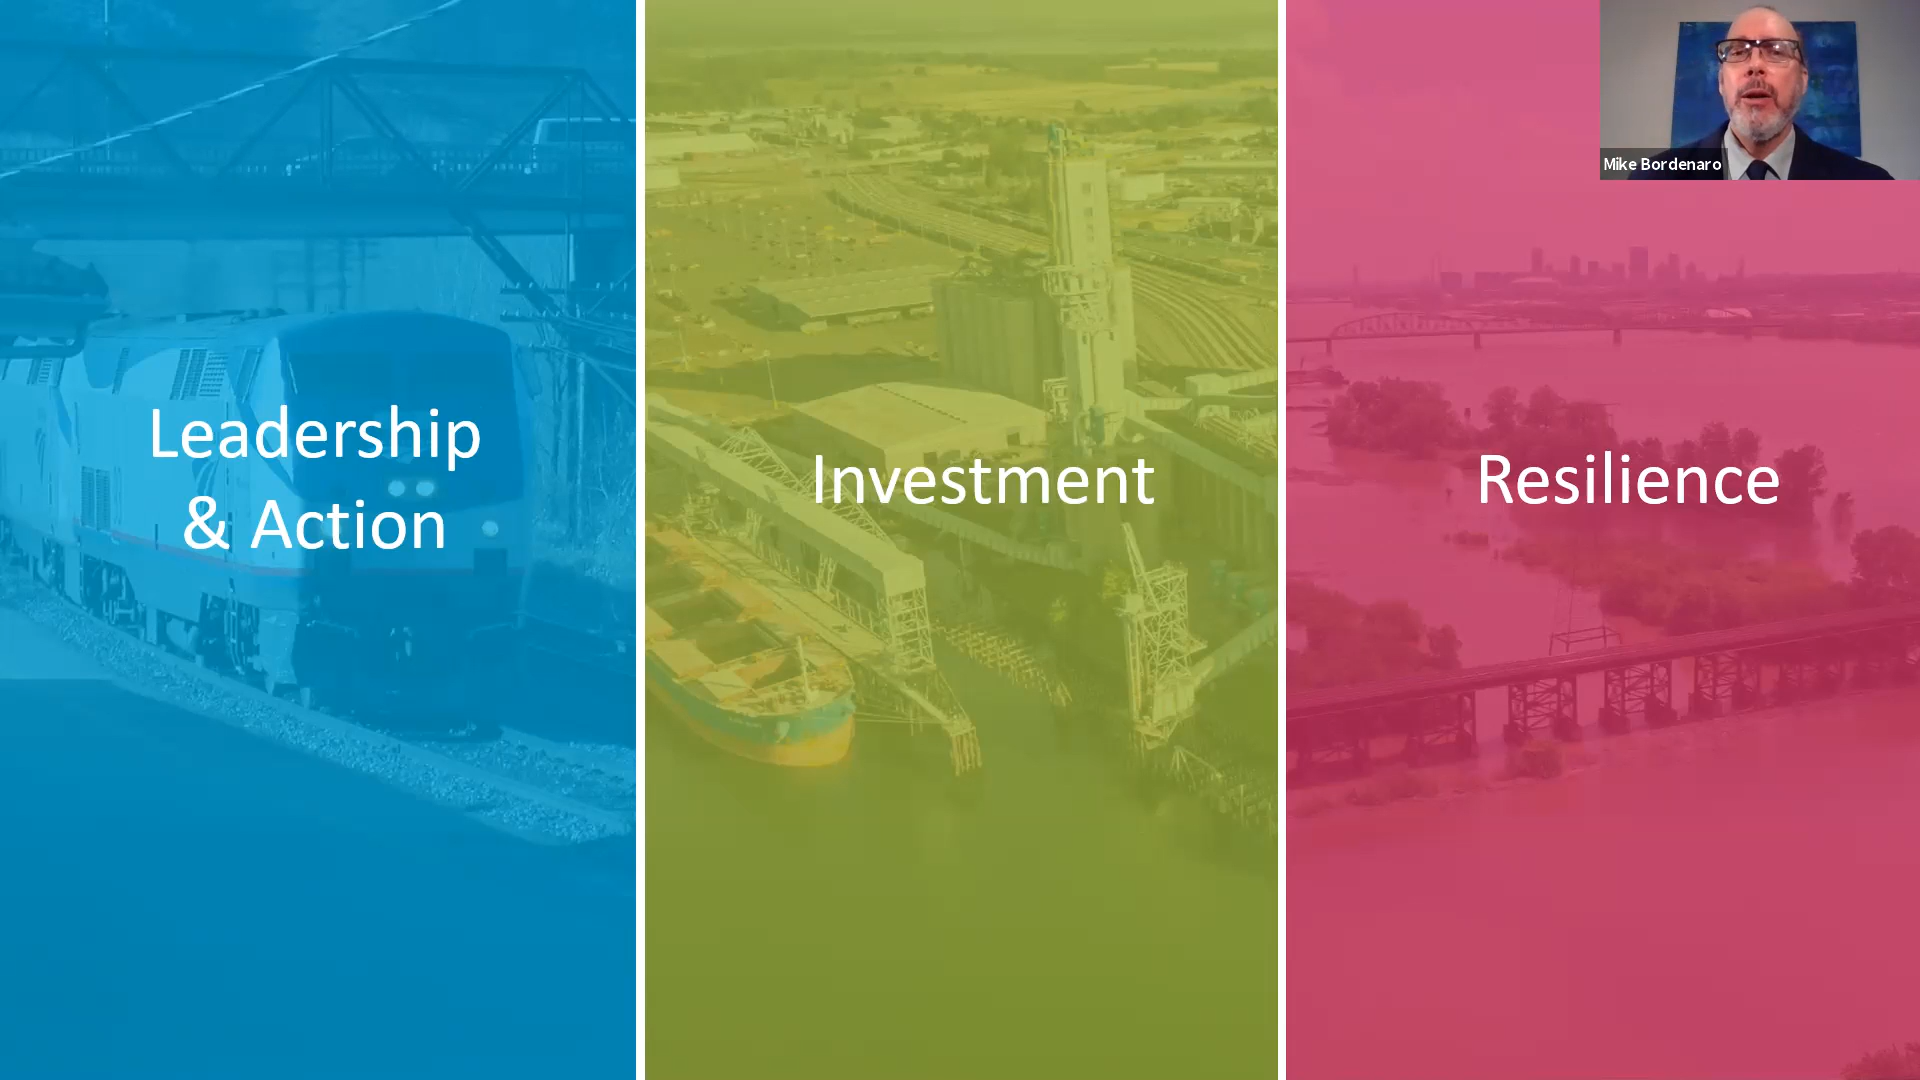 Leadership
& Action
Investment
Resilience
Mike Bordenaro